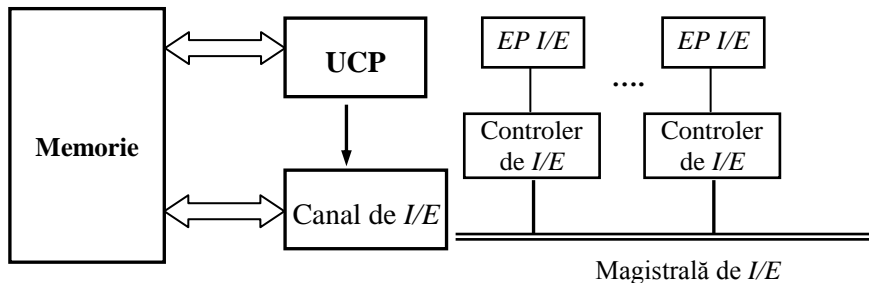 Memorie
UCP
Canal de I/E
EP I/E
EP I/E
....
Controler
de I/E
Controler
de I/E
Magistrală de I/E